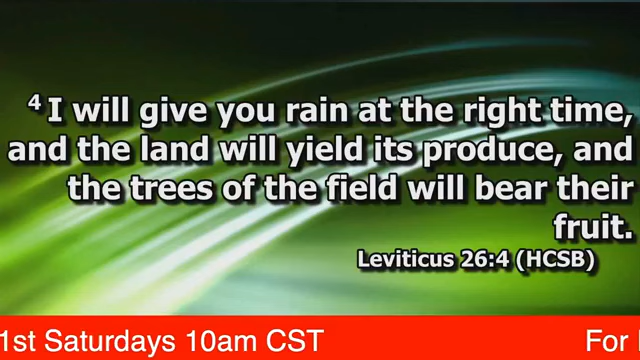 ⁴ I will give you rain at the right time,
and the land will yield its produce, and
the trees of the field will bear their
fruit.
Leviticus 26:4 (HCSB)
1st Saturdays 10am CST For